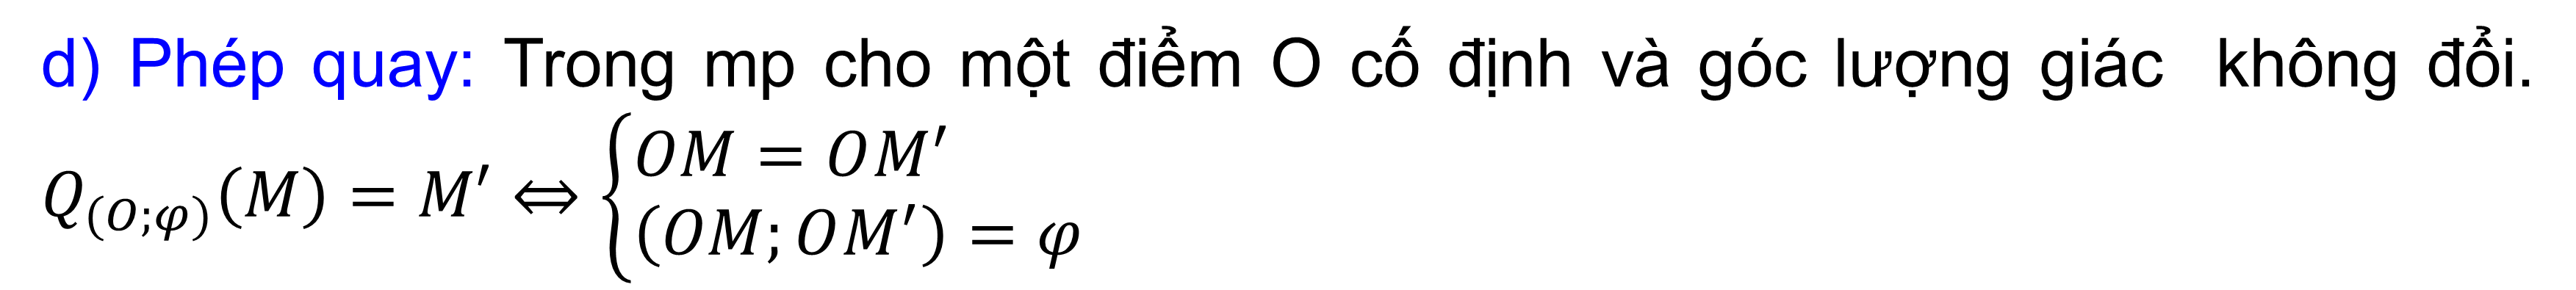 d) Phép quay: Trong mp cho một điểm O cố định và góc lượng giác  không đổi.
Q_{(O;φ)}(M) = M′ ⇔ { OM = OM′
(OM; OM′) = φ